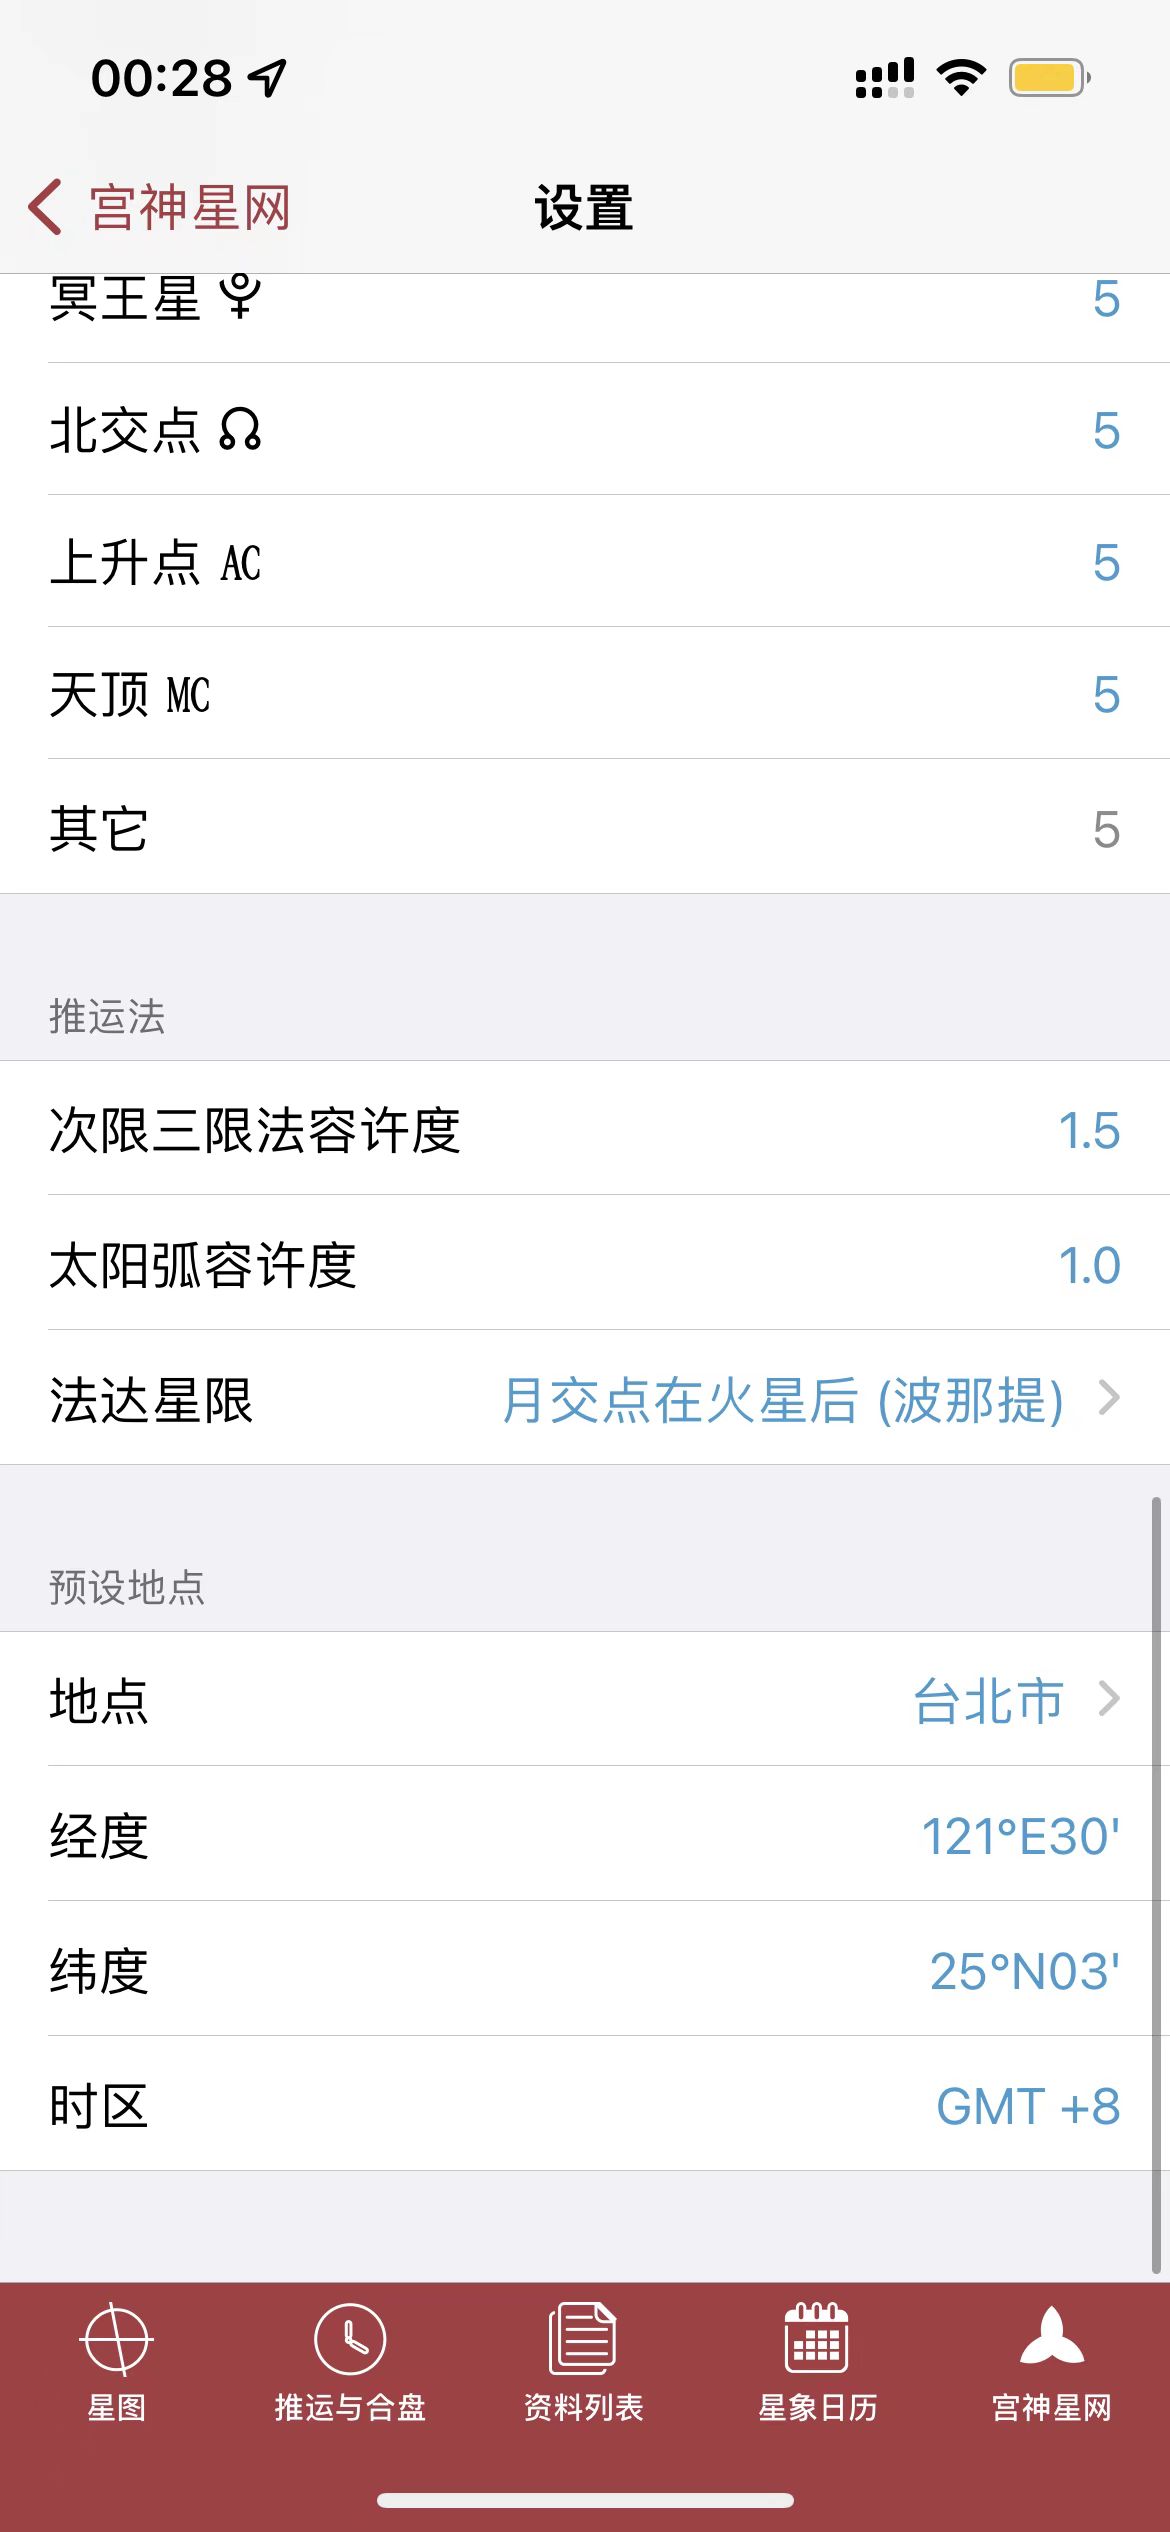 00:28
宫神星网
设置
冥王星 ♇ 5
北交点 ☊ 5
上升点 AC 5
天顶 MC 5
其它 5
推运法
次限三限法容许度 1.5
太阳弧容许度 1.0
法达星限 月交点在火星后 (波那提)
预设地点
地点 台北市
经度 121°E30'
纬度 25°N03'
时区 GMT +8
星图 推运与合盘 资料列表 星象日历 宫神星网